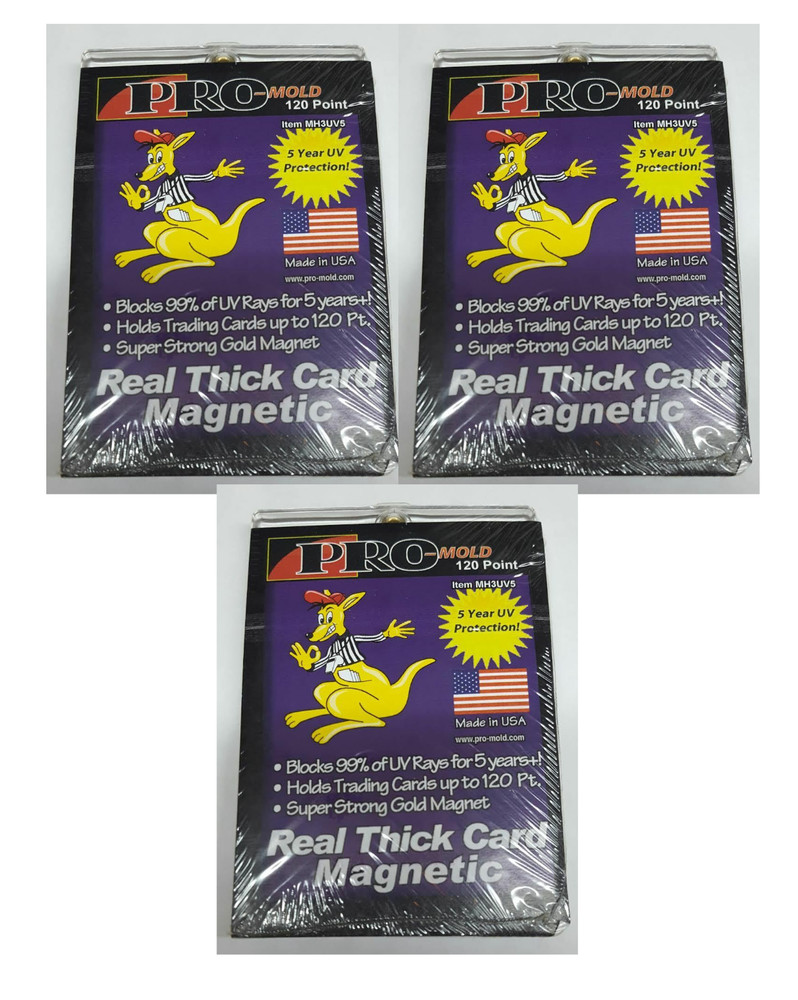 PRO-MOLD
120 Point
Item MH3UV5
5 Year UV
Protection!
Made in USA
www.pro-mold.com
• Blocks 99% of UV Rays for 5 years+!
• Holds Trading Cards up to 120 Pt.
• Super Strong Gold Magnet
Real Thick Card
Magnetic
PRO-MOLD
120 Point
Item MH3UV5
5 Year UV
Protection!
Made in USA
www.pro-mold.com
• Blocks 99% of UV Rays for 5 years+!
• Holds Trading Cards up to 120 Pt.
• Super Strong Gold Magnet
Real Thick Card
Magnetic
PRO-MOLD
120 Point
Item MH3UV5
5 Year UV
Protection!
Made in USA
www.pro-mold.com
• Blocks 99% of UV Rays for 5 years+!
• Holds Trading Cards up to 120 Pt.
• Super Strong Gold Magnet
Real Thick Card
Magnetic